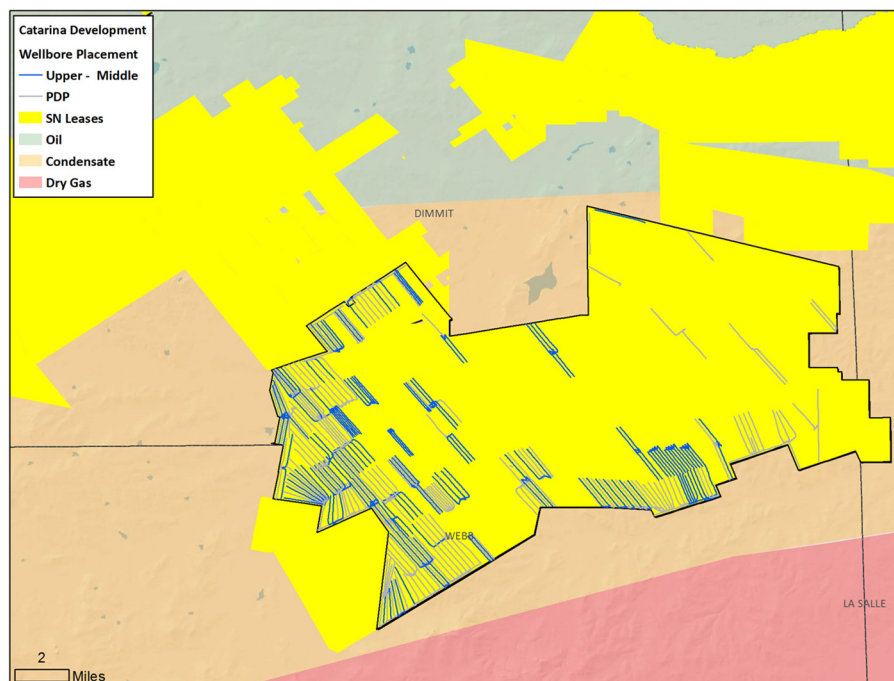 Catarina Development
Wellbore Placement
Upper - Middle
PDP
SN Leases
Oil
Condensate
Dry Gas
DIMMIT
WEBB
LA SALLE
2
Miles